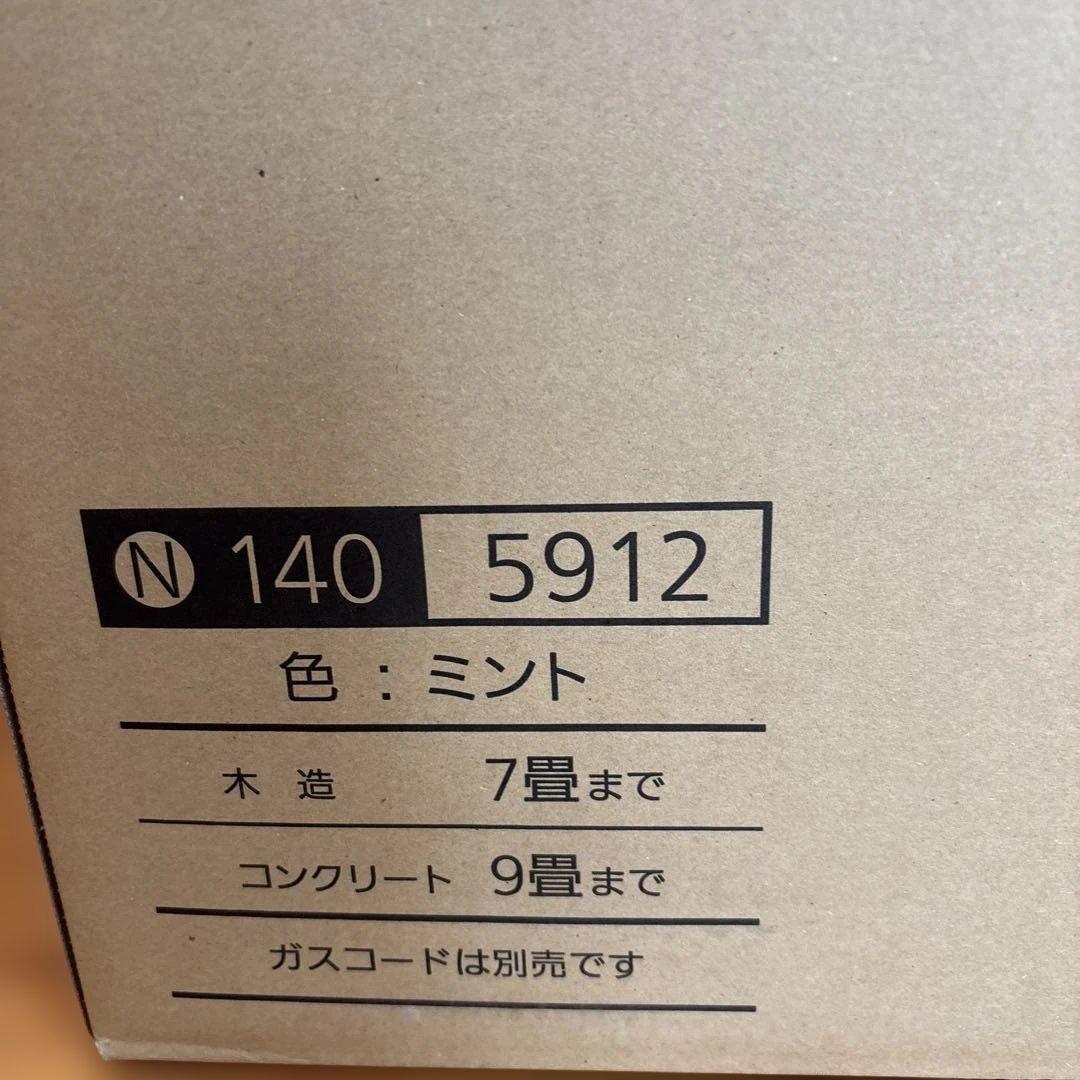 Ⓝ 140 5912
色：ミント
木造 7畳まで
コンクリート 9畳まで
ガスコードは別売です